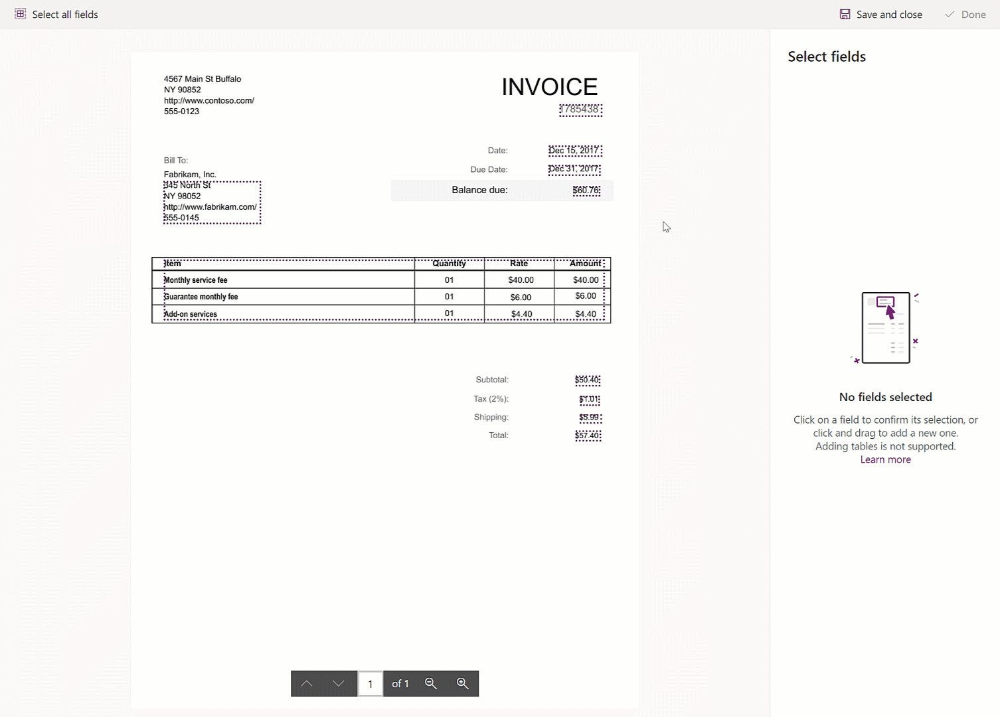 Select all fields
Save and close
Done
Select fields
4567 Main St Buffalo
NY 90852
http://www.contoso.com/
555-0123
INVOICE
1785438
Date: Dec 15, 2017
Due Date: Dec 31, 2017
Balance due: $60.76
Bill To:
Fabrikam, Inc.
345 North St
NY 98052
http://www.fabrikam.com/
555-0145
Item Quantity Rate Amount
Monthly service fee 01 $40.00 $40.00
Guarantee monthly fee 01 $6.00 $6.00
Add-on services 01 $4.40 $4.40
Subtotal: $50.40
Tax (2%): $1.01
Shipping: $5.99
Total: $57.40
No fields selected
Click on a field to confirm its selection, or
click and drag to add a new one.
Adding tables is not supported.
Learn more
1 of 1